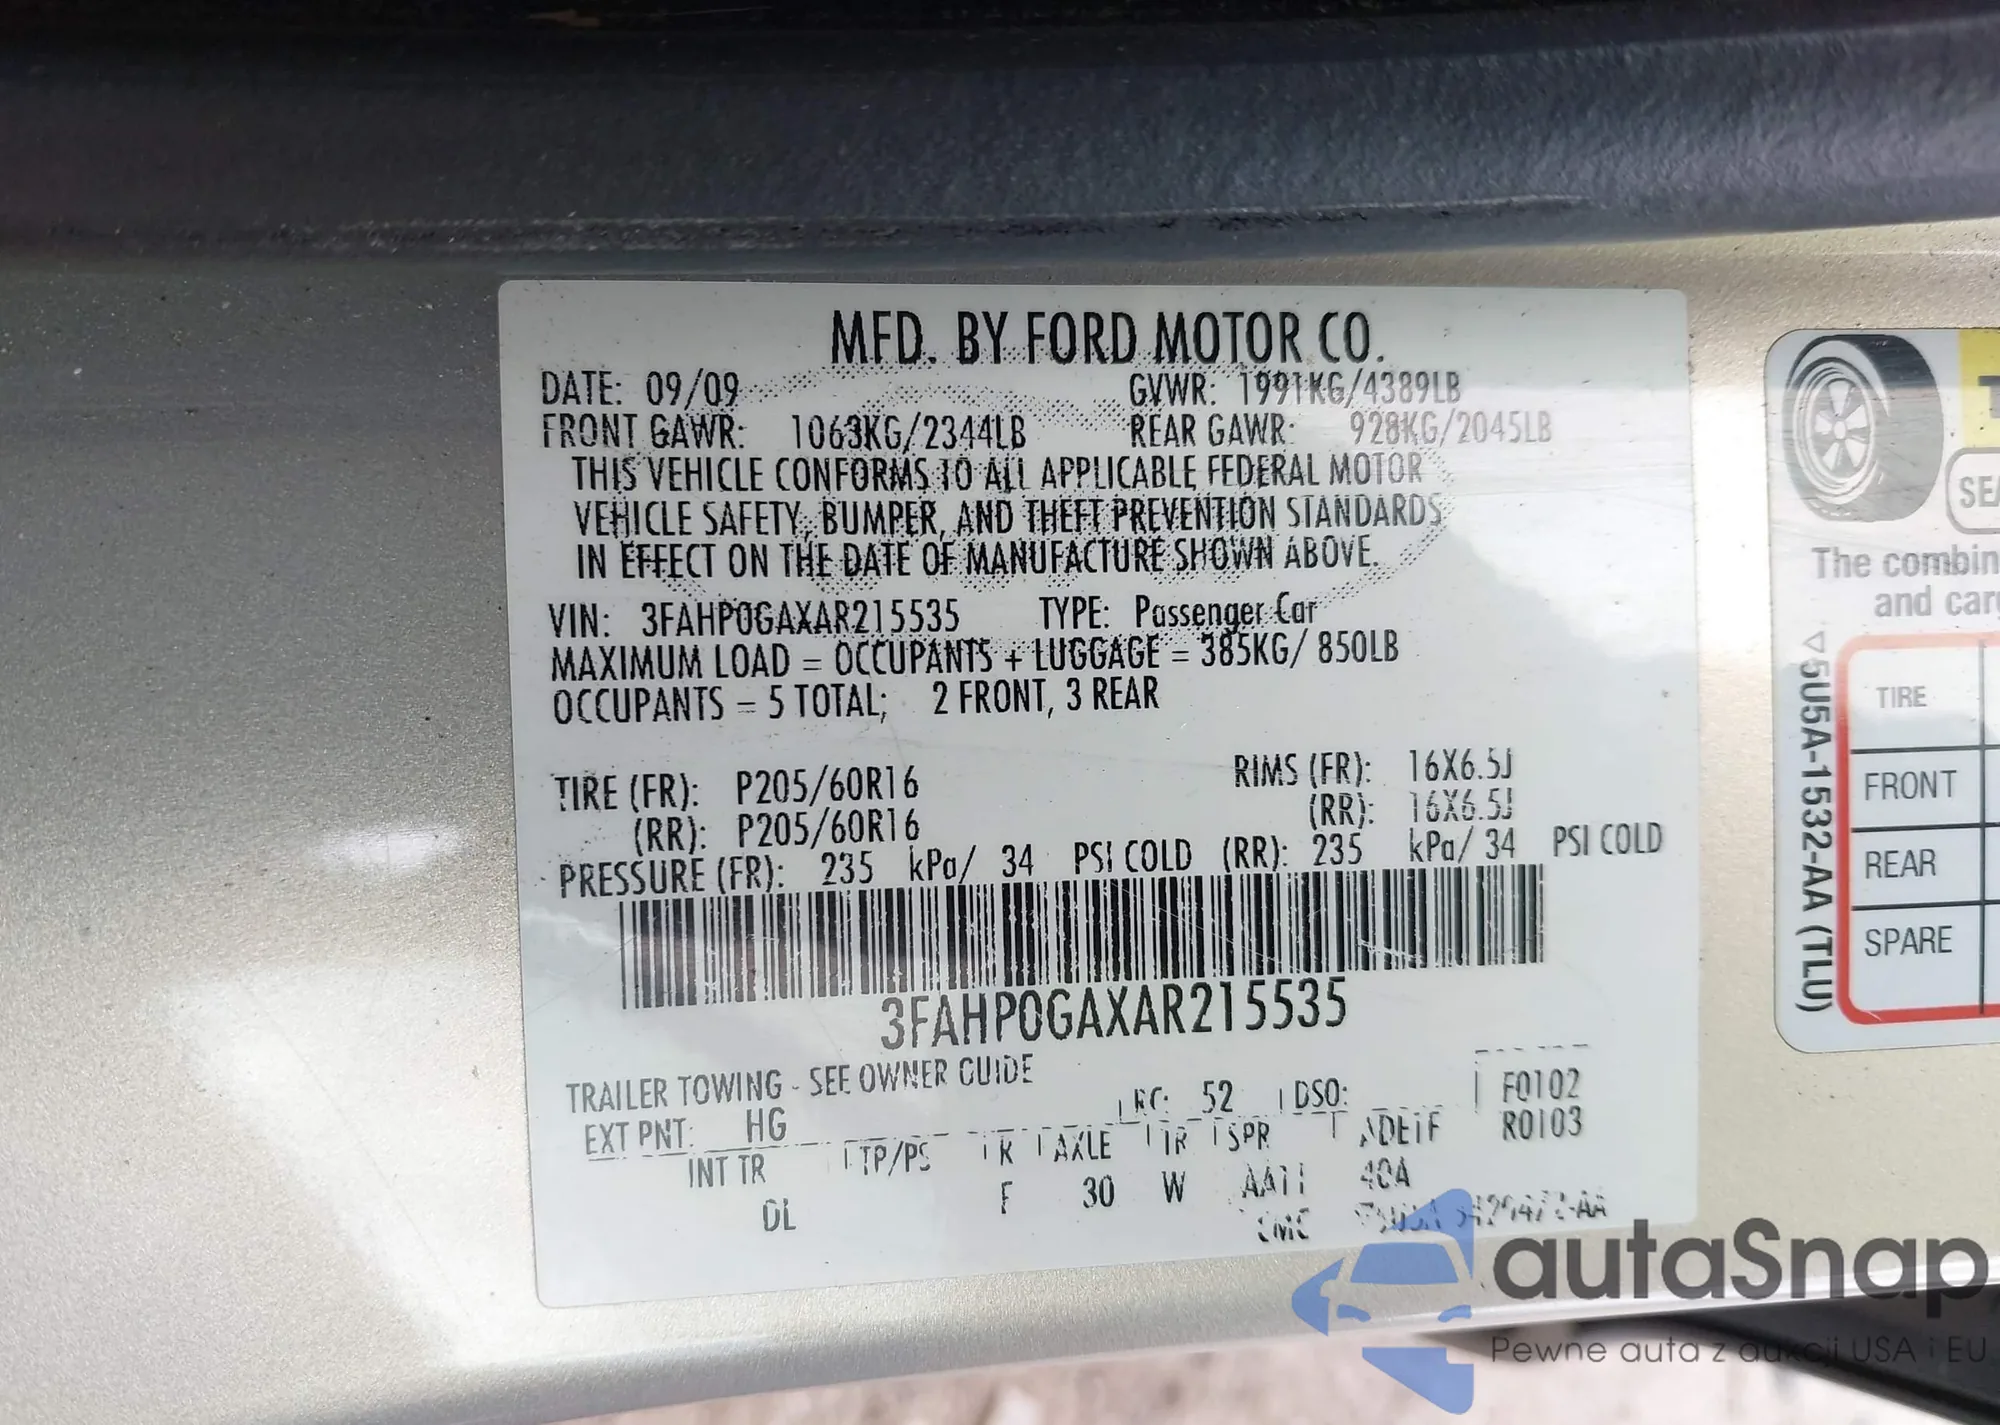 MFD. BY FORD MOTOR CO.
DATE: 09/09 GVWR: 1991KG/4389LB
FRONT GAWR: 1063KG/2344LB REAR GAWR: 928KG/2045LB
THIS VEHICLE CONFORMS TO ALL APPLICABLE FEDERAL MOTOR
VEHICLE SAFETY, BUMPER, AND THEFT PREVENTION STANDARDS
IN EFFECT ON THE DATE OF MANUFACTURE SHOWN ABOVE.
VIN: 3FAHP0GAXAR215535 TYPE: Passenger Car
MAXIMUM LOAD = OCCUPANTS + LUGGAGE = 385KG/ 850LB
OCCUPANTS = 5 TOTAL; 2 FRONT, 3 REAR
TIRE (FR): P205/60R16 RIMS (FR): 16X6.5J
(RR): P205/60R16 (RR): 16X6.5J
PRESSURE (FR): 235 kPa/ 34 PSI COLD (RR): 235 kPa/ 34 PSI COLD
3FAHP0GAXAR215535
TRAILER TOWING - SEE OWNER GUIDE
EXT PNT: HG RC: 52 DSO: F0102
R0103
INT TR TP/PS R AXLE TR SPR
DL F 30 W AA11 40A
SE
The combin
and car
▽5U5A-1532-AA (TLU)
TIRE
FRONT
REAR
SPARE
autaSnap
Pewne auta z aukcji USA i EU